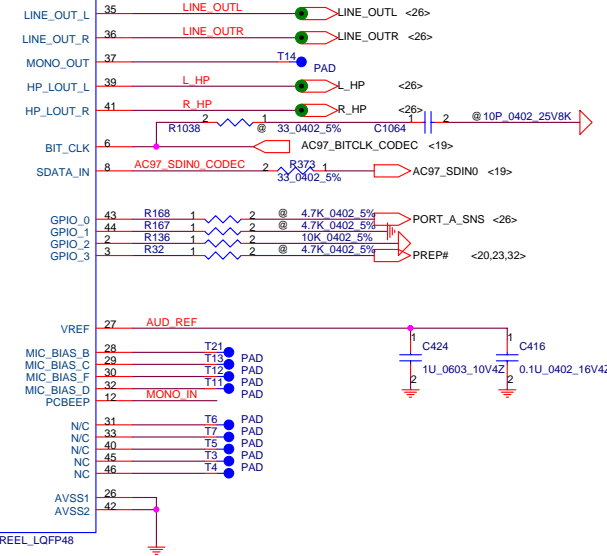 LINE_OUT_L 35 LINE_OUTL LINE_OUTL <26>
LINE_OUT_R 36 LINE_OUTR LINE_OUTR <26>
MONO_OUT 37 T14 PAD
HP_LOUT_L 39 L_HP L_HP <26>
HP_LOUT_R 41 R_HP R_HP <26>
R1038 2 1 @ 33_0402_5% C1064 1 2 @10P_0402_25V8K
BIT_CLK 6 AC97_BITCLK_CODEC <19>
SDATA_IN 8 AC97_SDIN0_CODEC 2 R373 1 33_0402_5% AC97_SDIN0 <19>
GPIO_0 43 R168 1 2 @ 4.7K_0402_5% PORT_A_SNS <26>
GPIO_1 44 R167 1 2 @ 4.7K_0402_5%
GPIO_2 2 R136 1 2 10K_0402_5%
GPIO_3 3 R32 1 2 @ 4.7K_0402_5% PREP# <20,23,32>
VREF 27 AUD_REF
1 C424 1U_0603_10V4Z 2
1 C416 0.1U_0402_16V4Z 2
MIC_BIAS_B 28 T21 PAD
MIC_BIAS_C 29 T13 PAD
MIC_BIAS_F 30 T12 PAD
MIC_BIAS_D 32 T11 PAD
PCBEEP 12 MONO_IN
N/C 31 T6 PAD
N/C 33 T7 PAD
N/C 40 T5 PAD
NC 45 T3 PAD
NC 46 T4 PAD
AVSS1 26
AVSS2 42
REEL_LQFP48